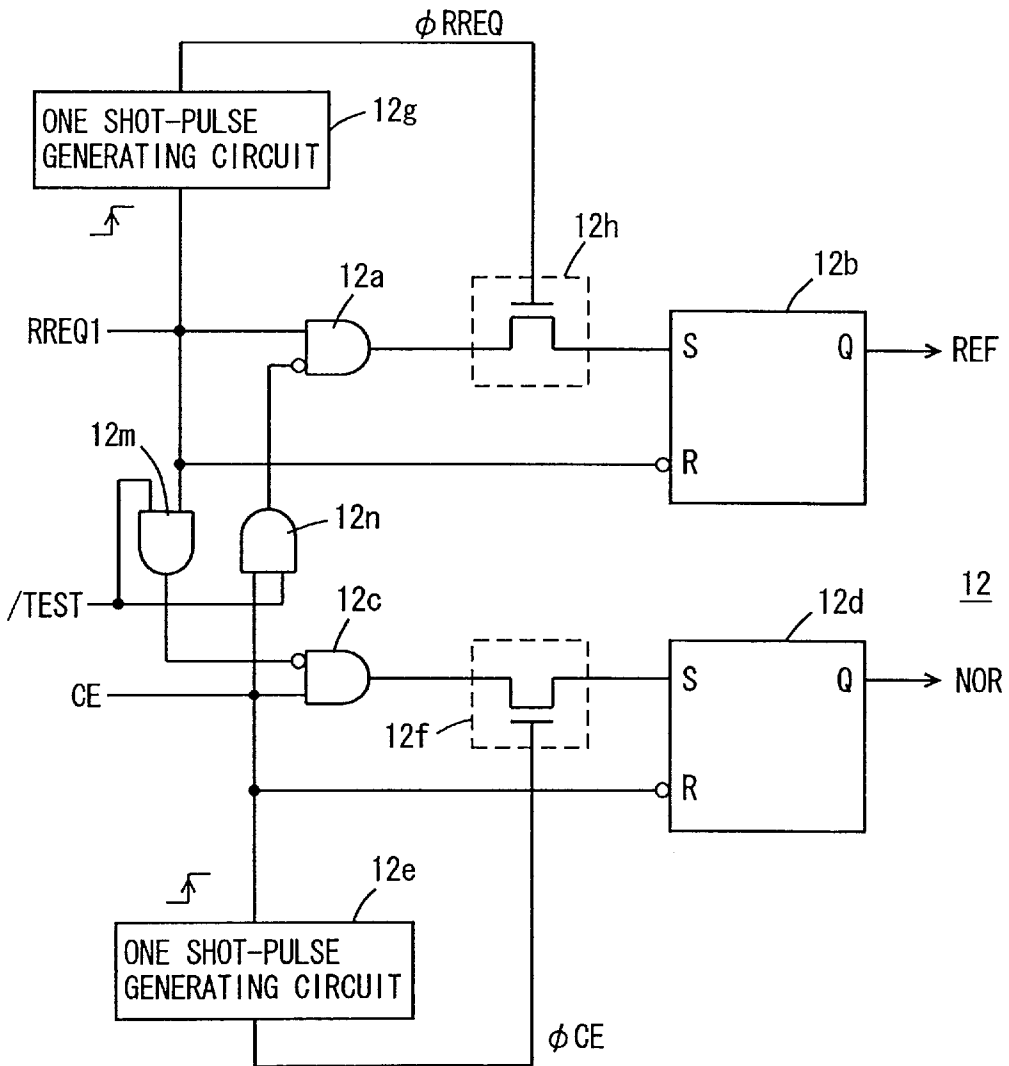 φRREQ
ONE SHOT-PULSE
GENERATING CIRCUIT
12g
12h
12a
12b
RREQ1
S
Q
REF
12m
R
12n
/TEST
12c
12d
12
CE
S
Q
NOR
12f
R
12e
ONE SHOT-PULSE
GENERATING CIRCUIT
φCE